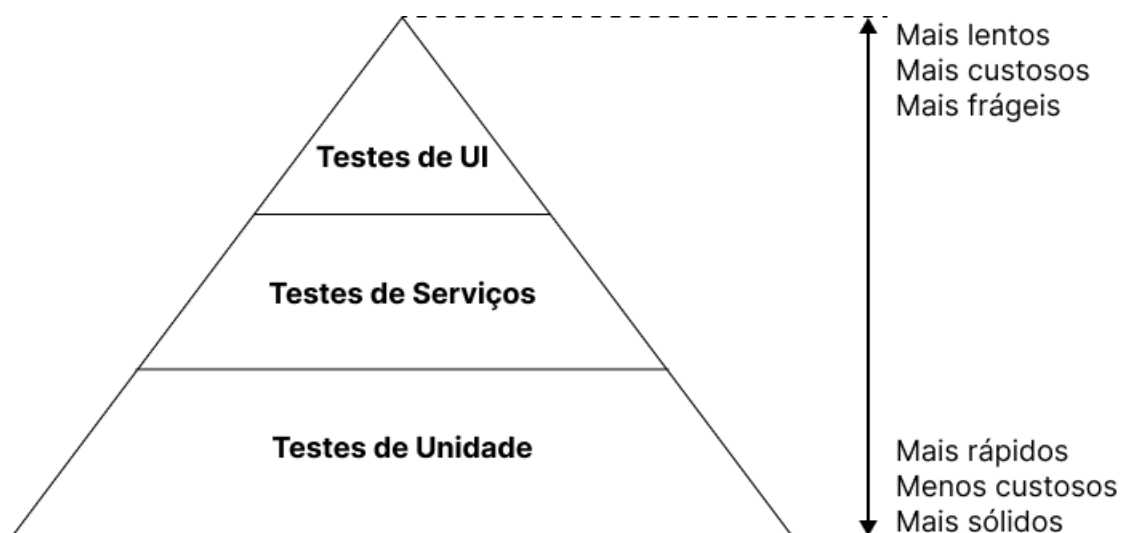 Mais lentos
Mais custosos
Mais frágeis
Testes de UI
Testes de Serviços
Testes de Unidade
Mais rápidos
Menos custosos
Mais sólidos